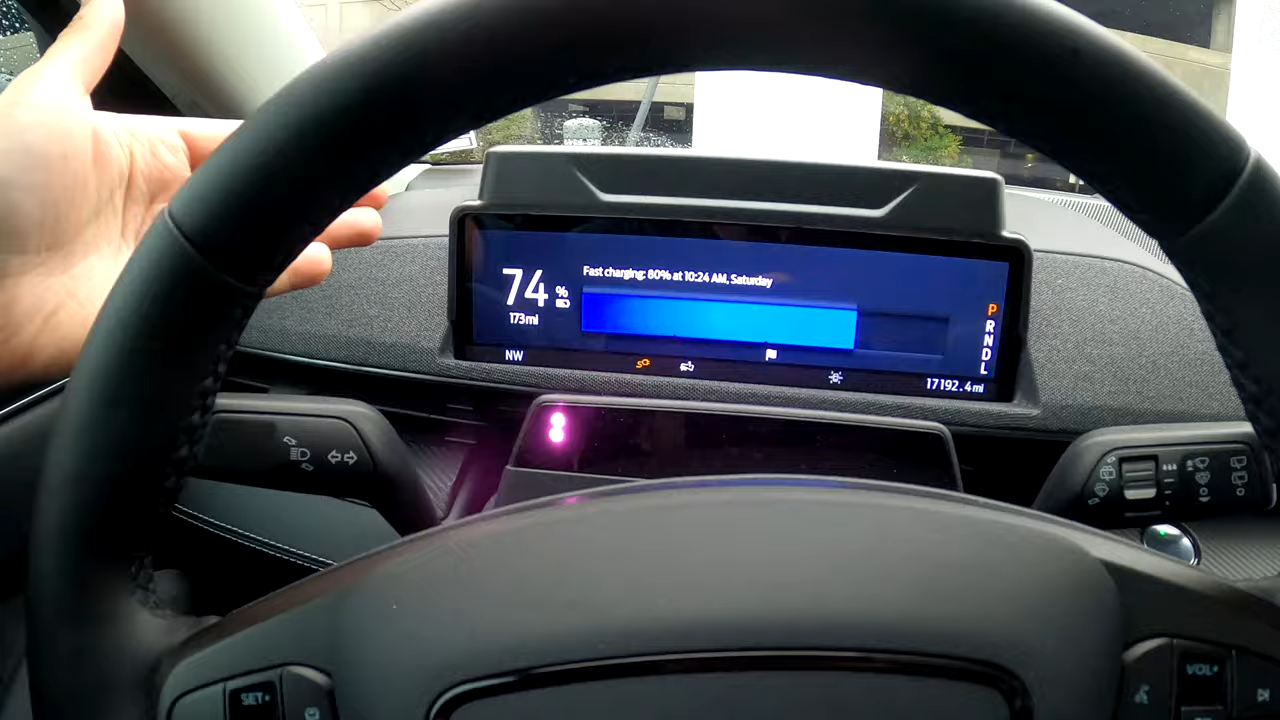 Fast charging: 80% at 10:24 AM, Saturday
74 %
173mi
P
R
N
D
L
NW
17192.4mi
SET+
VOL+